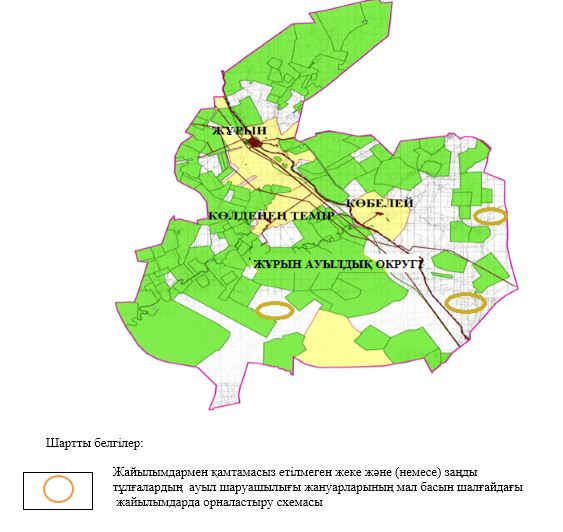 ЖҰРЫН
КӨБЕЛЕЙ
КӨЛДЕНЕҢ ТЕМІР
ЖҰРЫН АУЫЛДЫҚ ОКРУГІ
Шартты белгілер:
Жайылымдармен қамтамасыз етілмеген жеке және (немесе) заңды
тұлғалардың ауыл шаруашылығы жануарларының мал басын шалғайдағы
жайылымдарда орналастыру схемасы